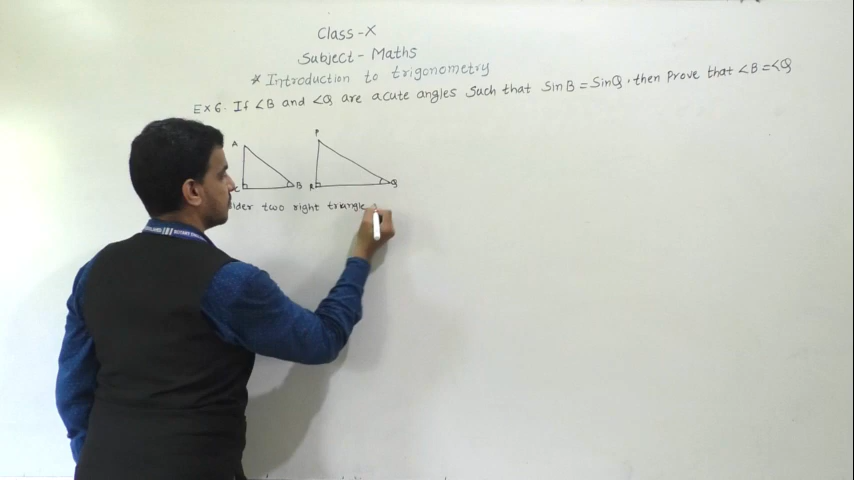 Class - X
Subject - Maths
* Introduction to trigonometry
Ex 6. If ∠B and ∠Q are acute angles such that Sin B = Sin Q, then prove that ∠B = ∠Q
A
P
C
B
R
Q
two right triangle